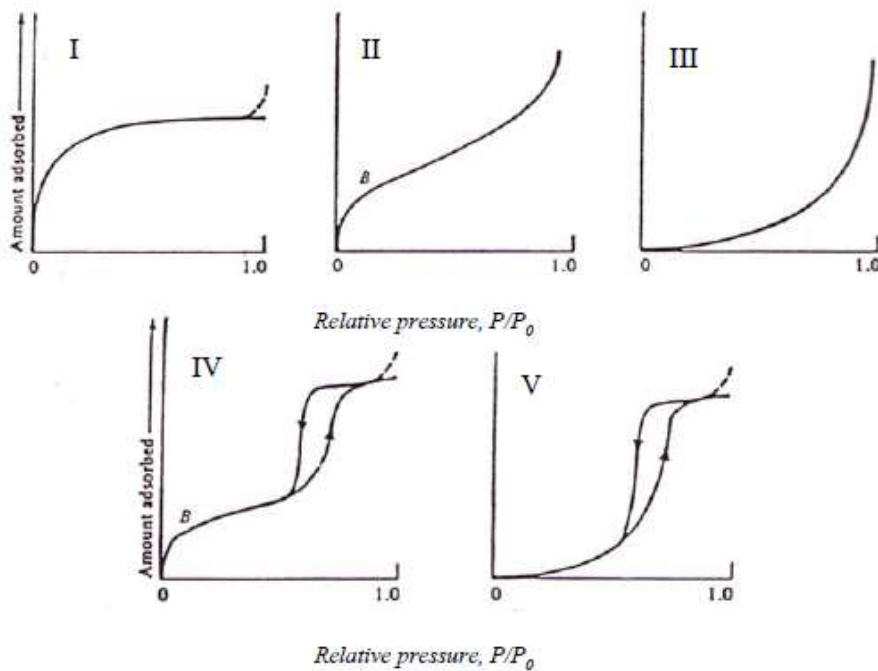 I
II
III
Amount adsorbed
B
0
1.0
0
1.0
0
1.0
Relative pressure, P/P₀
IV
V
Amount adsorbed
B
0
1.0
0
1.0
Relative pressure, P/P₀